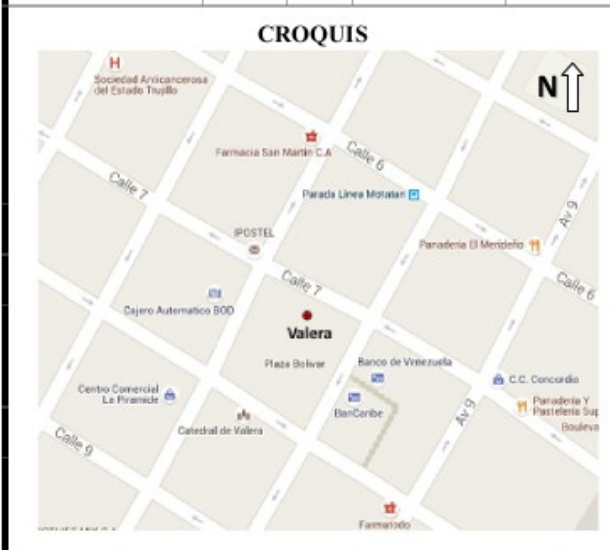 CROQUIS
H
Sociedad Anticancerosa
del Estado Trujillo
N
Farmacia San Martin C.A
Calle 6
Calle 7
Parada Linea Motatan
Av 9
IPOSTEL
Panaderia El Merideño
Calle 7
Calle 6
Cajero Automatico BOD
Valera
Plaza Bolivar
Banco de Venezuela
C.C. Concordia
Centro Comercial
La Piramide
BanCaribe
Av 9
Panaderia Y
Pasteleria Sup
Catedral de Valera
Bouleva
Calle 9
Farmatodo